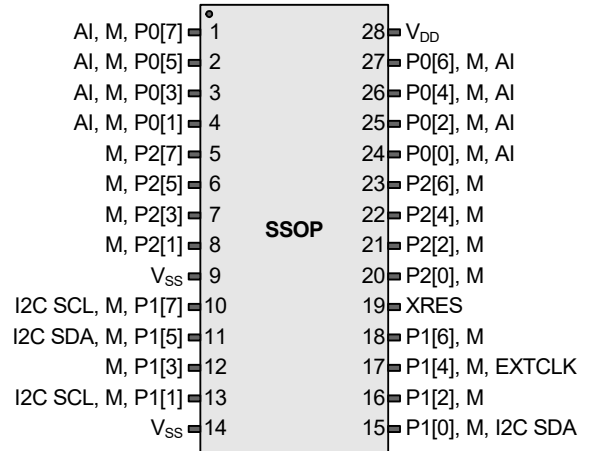 AI, M, P0[7] 1 28 VDD
AI, M, P0[5] 2 27 P0[6], M, AI
AI, M, P0[3] 3 26 P0[4], M, AI
AI, M, P0[1] 4 25 P0[2], M, AI
M, P2[7] 5 24 P0[0], M, AI
M, P2[5] 6 23 P2[6], M
M, P2[3] 7 22 P2[4], M
SSOP
M, P2[1] 8 21 P2[2], M
VSS 9 20 P2[0], M
I2C SCL, M, P1[7] 10 19 XRES
I2C SDA, M, P1[5] 11 18 P1[6], M
M, P1[3] 12 17 P1[4], M, EXTCLK
I2C SCL, M, P1[1] 13 16 P1[2], M
VSS 14 15 P1[0], M, I2C SDA